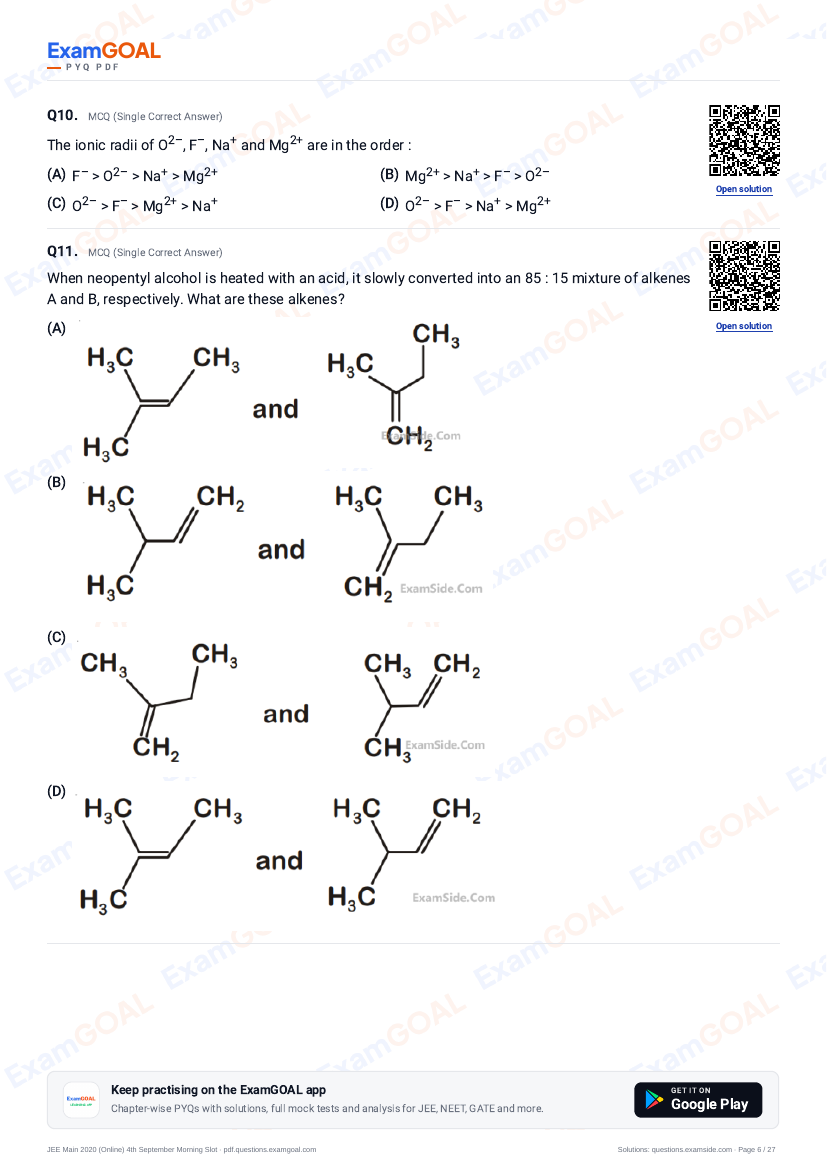 ExamGOAL
PYQ PDF
Q10. MCQ (Single Correct Answer)
The ionic radii of O²⁻, F⁻, Na⁺ and Mg²⁺ are in the order :
(A) F⁻ > O²⁻ > Na⁺ > Mg²⁺
(B) Mg²⁺ > Na⁺ > F⁻ > O²⁻
(C) O²⁻ > F⁻ > Mg²⁺ > Na⁺
(D) O²⁻ > F⁻ > Na⁺ > Mg²⁺
Open solution
Q11. MCQ (Single Correct Answer)
When neopentyl alcohol is heated with an acid, it slowly converted into an 85 : 15 mixture of alkenes
A and B, respectively. What are these alkenes?
Open solution
(A)
H₃C CH₃
H₃C
and
CH₃
H₃C
CH₂
ExamSide.Com
(B)
H₃C CH₂
H₃C
and
H₃C CH₃
CH₂ ExamSide.Com
(C)
CH₃ CH₃
CH₂
and
CH₃ CH₂
CH₃ ExamSide.Com
(D)
H₃C CH₃
H₃C
and
H₃C CH₂
H₃C ExamSide.Com
ExamGOAL
Keep practising on the ExamGOAL app
Chapter-wise PYQs with solutions, full mock tests and analysis for JEE, NEET, GATE and more.
GET IT ON
Google Play
JEE Main 2020 (Online) 4th September Morning Slot · pdf.questions.examgoal.com
Solutions: questions.examside.com · Page 6 / 27